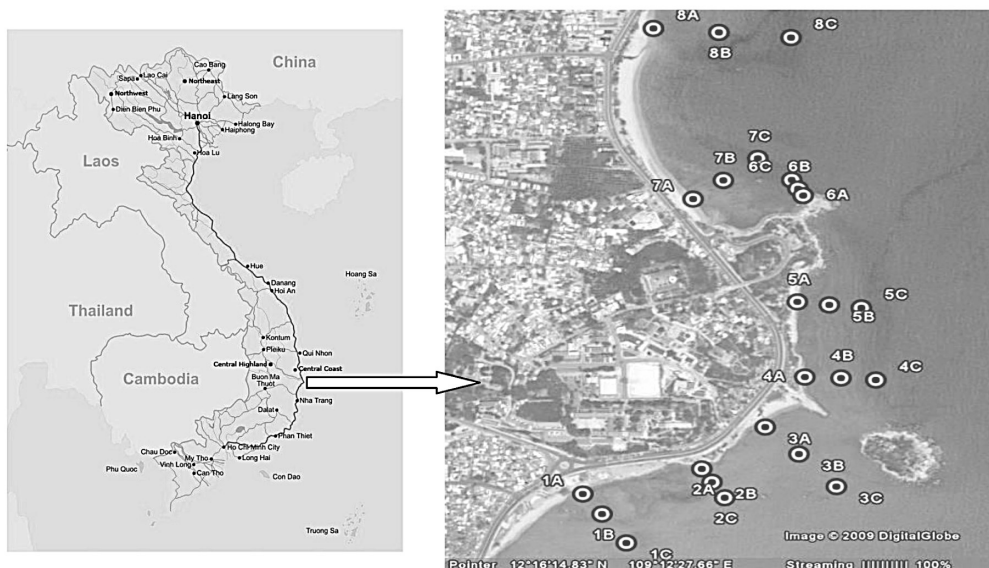 China
Cao Bang
Lao Cai
Sapa
Northeast
Northwest
Lang Son
Dien Bien Phu
Hanoi
Halong Bay
Haiphong
Hoa Binh
Hoa Lu
Laos
Hue
Hoang Sa
Danang
Hoi An
Thailand
Kontum
Pleiku
Qui Nhon
Central Highland
Central Coast
Cambodia
Buon Ma
Thuot
Nha Trang
Dalat
Phan Thiet
Ho Chi Minh City
Chau Doc
My Tho
Long Hai
Phu Quoc
Vinh Long
Can Tho
Con Dao
Truong Sa
8A
8B
8C
7C
7B
6C
6B
7A
6A
5A
5C
5B
4B
4A
4C
3A
3B
3C
1A
2A
2B
2C
1B
1C
Image © 2009 DigitalGlobe
Pointer 12°16'14.83" N 109°12'27.66" E Streaming ||||||||| 100%